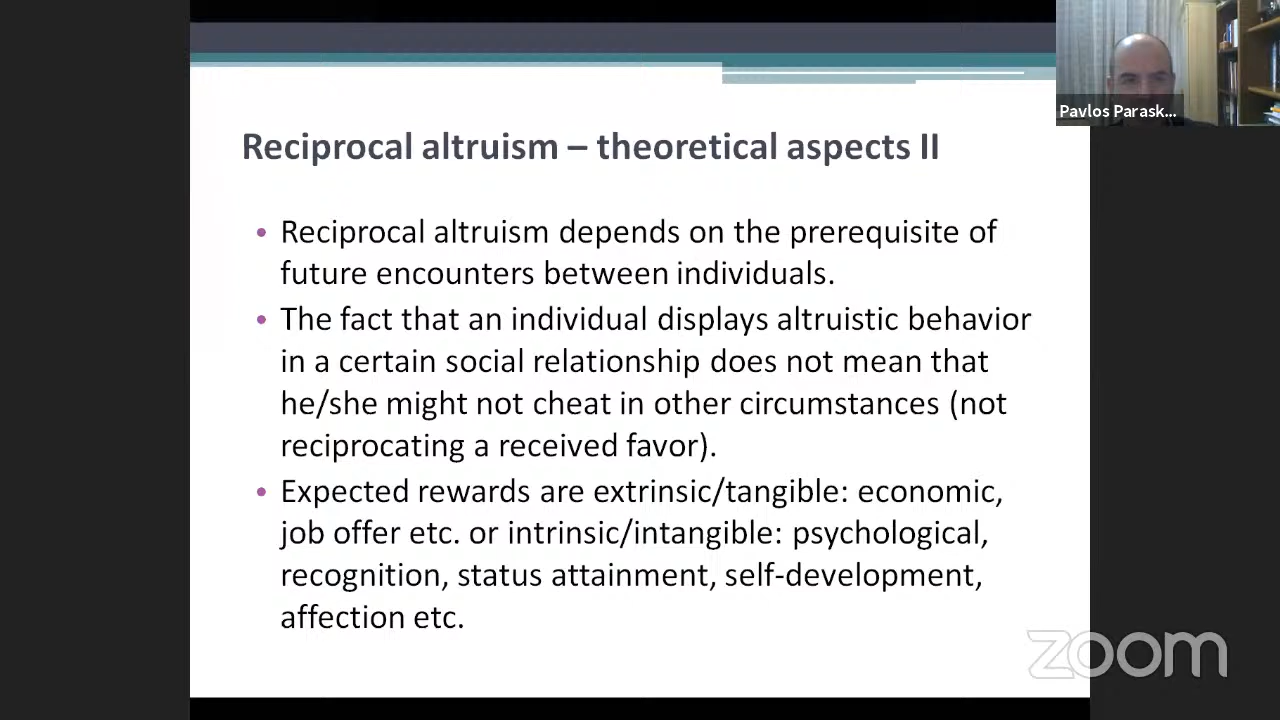 Pavlos Parask...
Reciprocal altruism – theoretical aspects II
• Reciprocal altruism depends on the prerequisite of
future encounters between individuals.
• The fact that an individual displays altruistic behavior
in a certain social relationship does not mean that
he/she might not cheat in other circumstances (not
reciprocating a received favor).
• Expected rewards are extrinsic/tangible: economic,
job offer etc. or intrinsic/intangible: psychological,
recognition, status attainment, self-development,
affection etc.
zoom